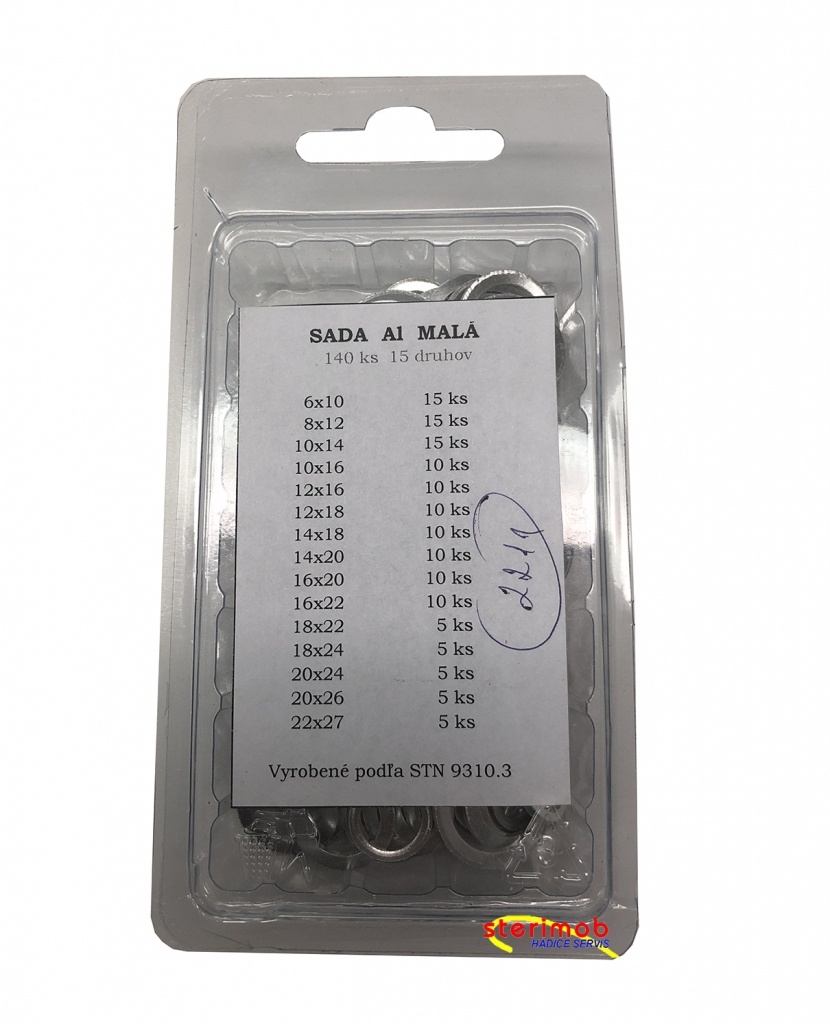 SADA Al MALÁ
140 ks 15 druhov
6x10 15 ks
8x12 15 ks
10x14 15 ks
10x16 10 ks
12x16 10 ks
12x18 10 ks
14x18 10 ks
14x20 10 ks
16x20 10 ks
16x22 10 ks
18x22 5 ks
18x24 5 ks
20x24 5 ks
20x26 5 ks
22x27 5 ks
Vyrobené podľa STN 9310.3
sterimob
HADICE SERVIS